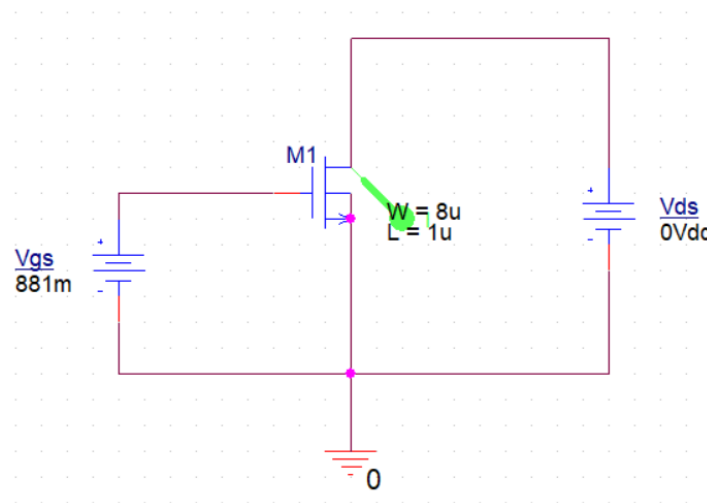 M1
W = 8u
L = 1u
Vgs
881m
Vds
0Vdc
0